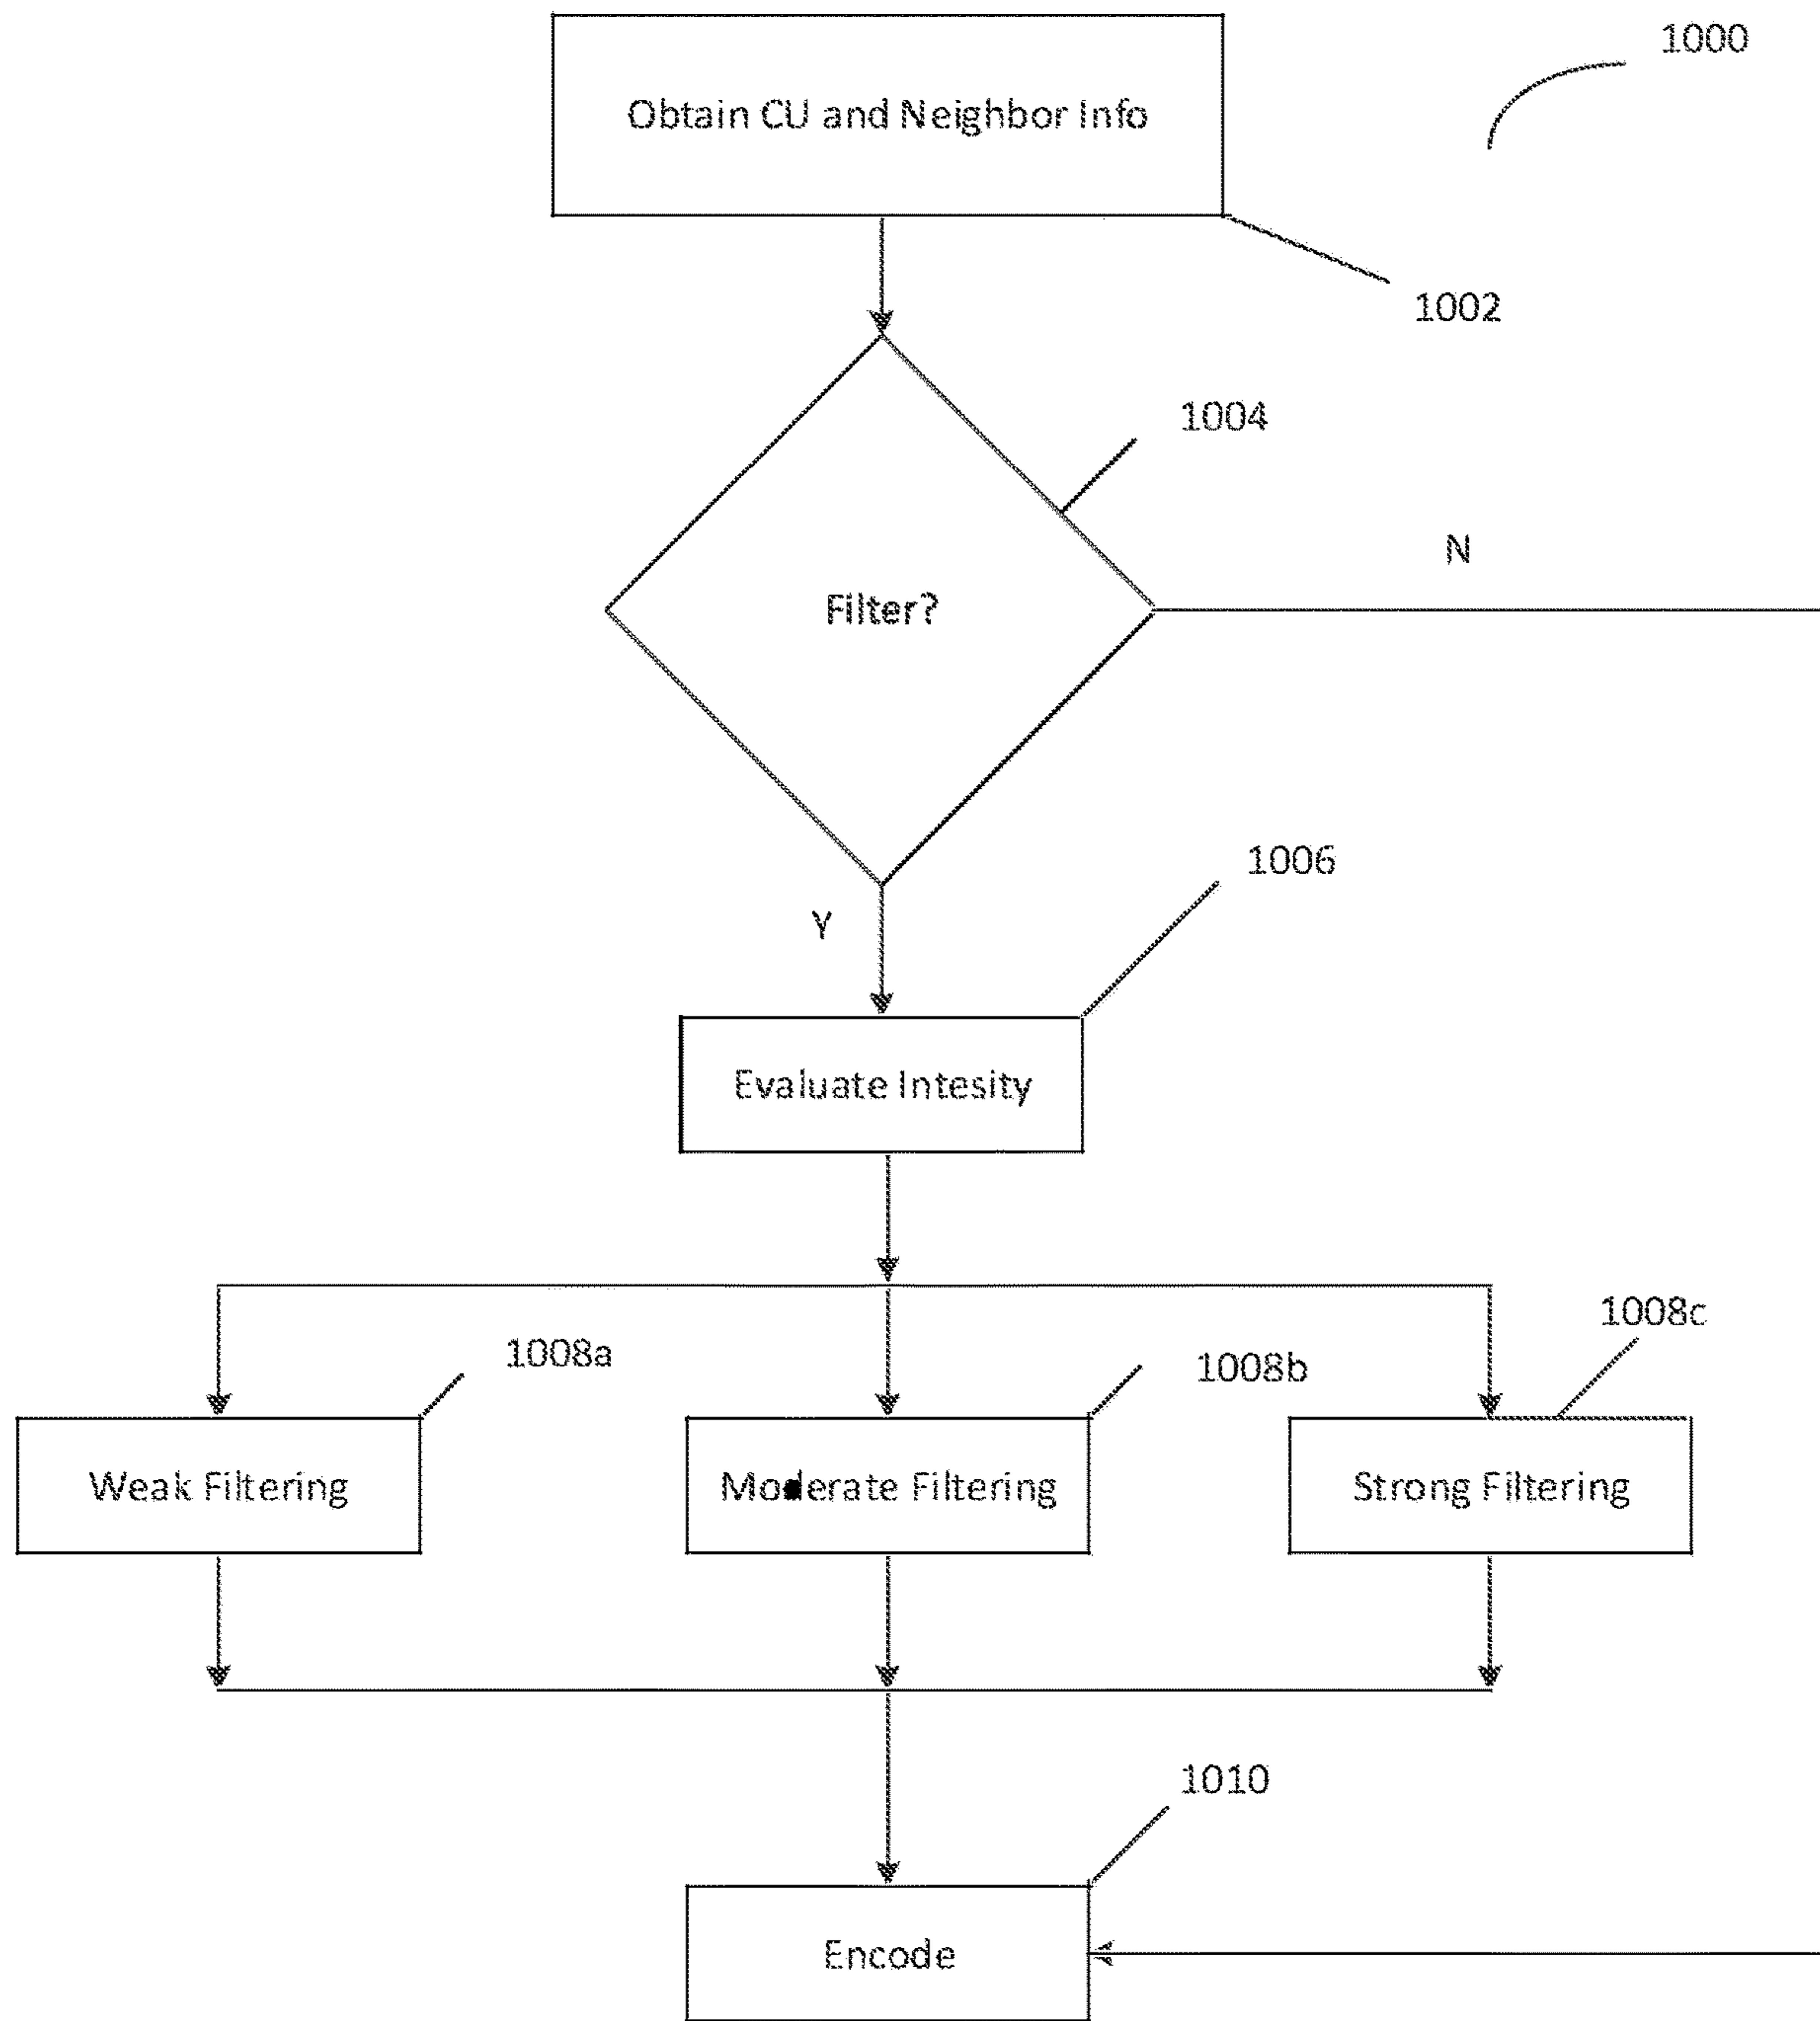 1000
Obtain CU and Neighbor Info
1002
1004
N
Filter?
1006
Y
Evaluate Intesity
1008c
1008a
1008b
Weak Filtering
Moderate Filtering
Strong Filtering
1010
Encode